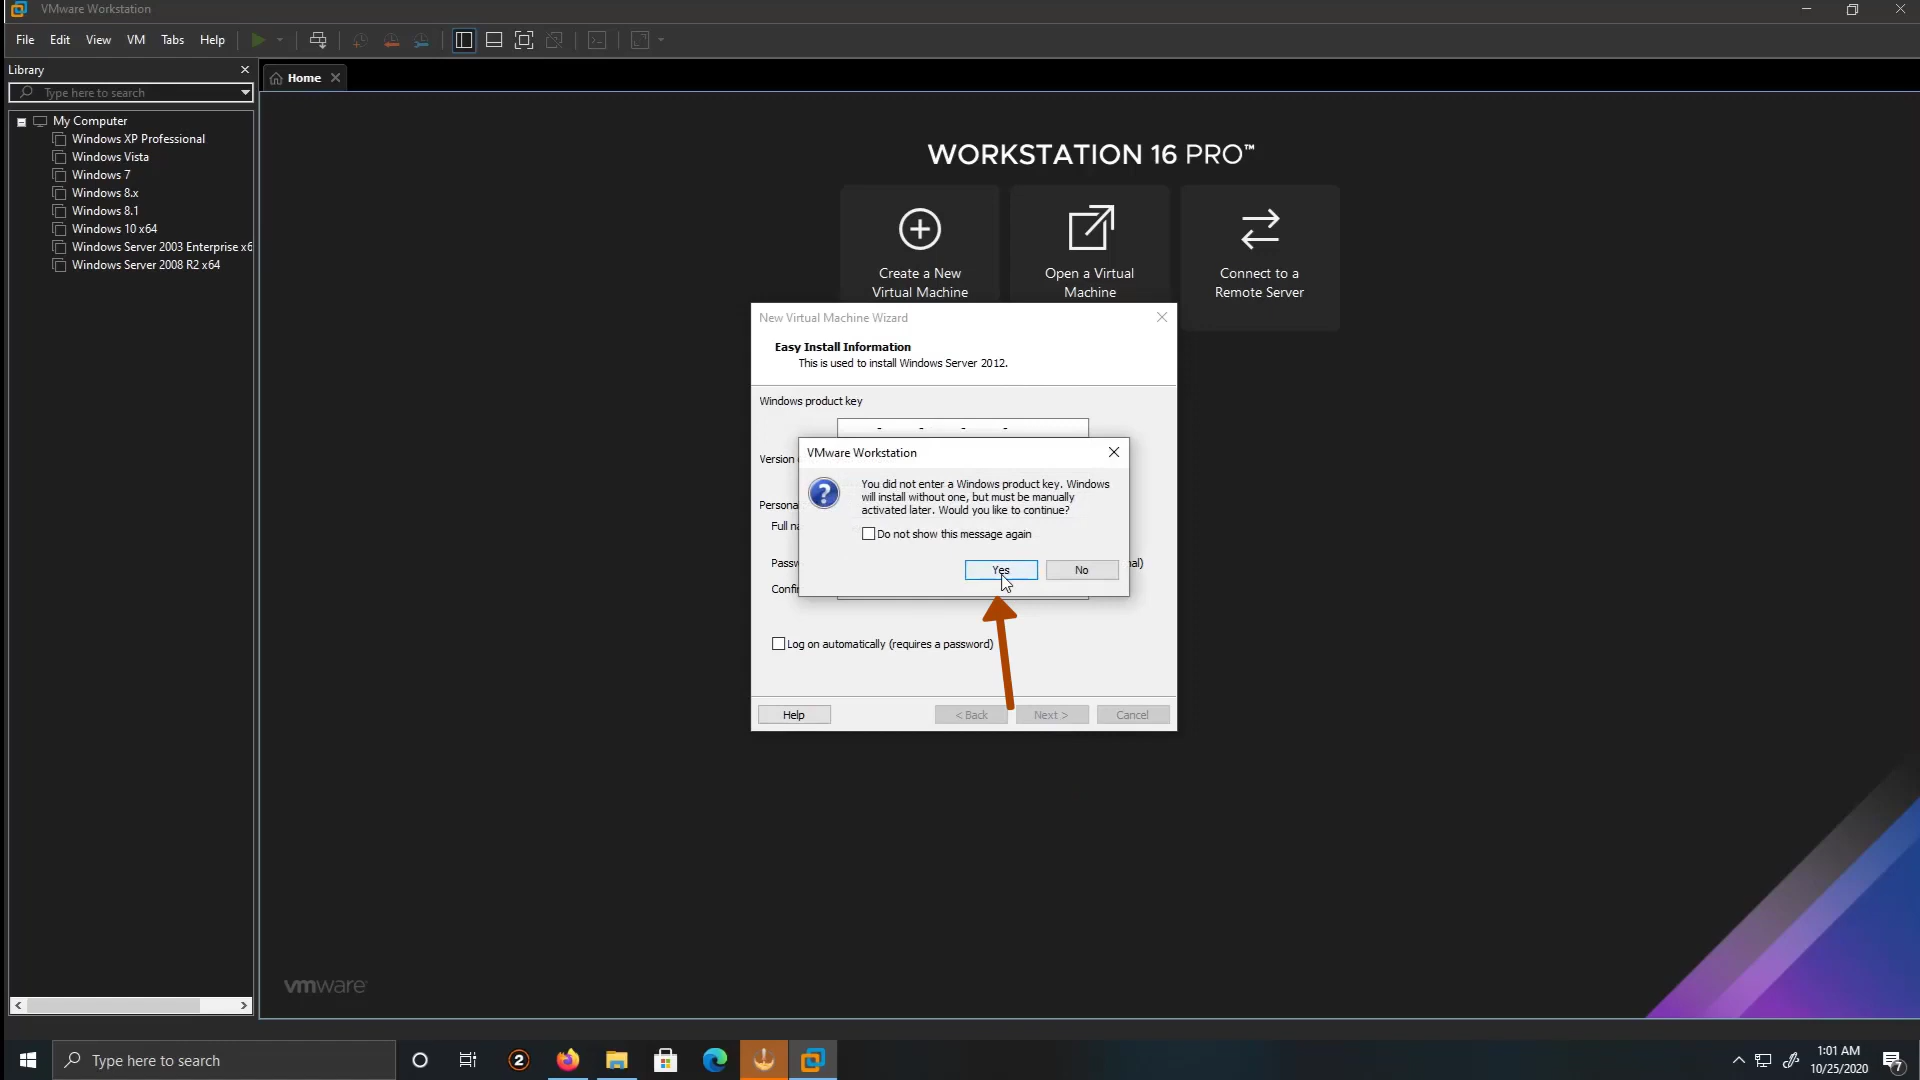 VMware Workstation
File Edit View VM Tabs Help
Library
Type here to search
My Computer
Windows XP Professional
Windows Vista
Windows 7
Windows 8.x
Windows 8.1
Windows 10 x64
Windows Server 2003 Enterprise x6
Windows Server 2008 R2 x64
Home
WORKSTATION 16 PRO™
Create a New
Virtual Machine
Open a Virtual
Machine
Connect to a
Remote Server
New Virtual Machine Wizard
Easy Install Information
This is used to install Windows Server 2012.
Windows product key
- - - -
Version
Persona
Full na
Passw
nal)
Confir
VMware Workstation
You did not enter a Windows product key. Windows
will install without one, but must be manually
activated later. Would you like to continue?
Do not show this message again
Yes No
Log on automatically (requires a password)
Help < Back Next > Cancel
vmware
Type here to search
2
1:01 AM
10/25/2020
7